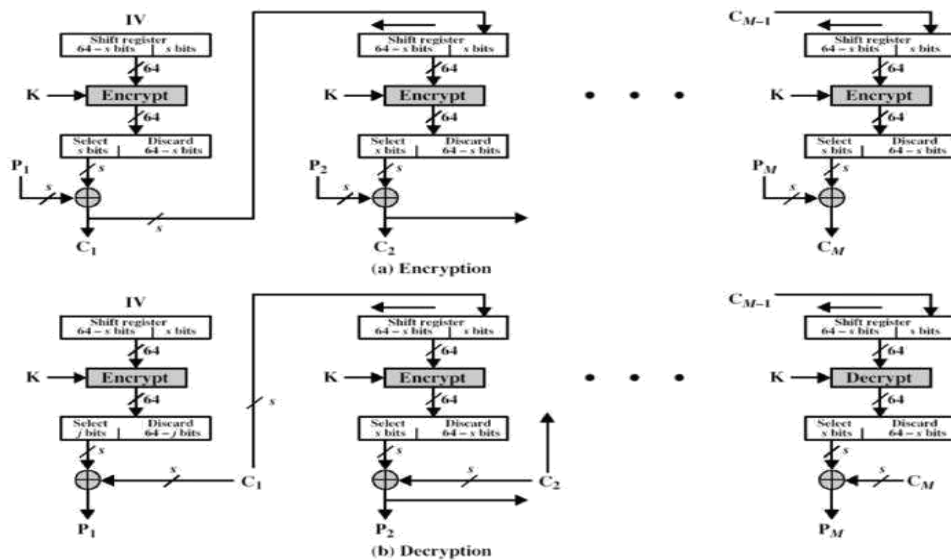 IV C_{M-1}
Shift register Shift register Shift register
64 – s bits | s bits 64 – s bits | s bits 64 – s bits | s bits
64 64 64
K Encrypt K Encrypt K Encrypt
64 64 64
Select Discard Select Discard Select Discard
s bits 64 – s bits s bits 64 – s bits s bits 64 – s bits
P1 s P2 s PM s
s s s
s
C1 C2 CM
(a) Encryption
IV C_{M-1}
Shift register Shift register Shift register
64 – s bits | s bits 64 – s bits | s bits 64 – s bits | s bits
64 64 64
K Encrypt K Encrypt K Decrypt
s
64 64 64
Select Discard Select Discard Select Discard
j bits 64 – j bits s bits 64 – s bits s bits 64 – s bits
s s s
s C1 s C2 s CM
P1 P2 PM
(b) Decryption